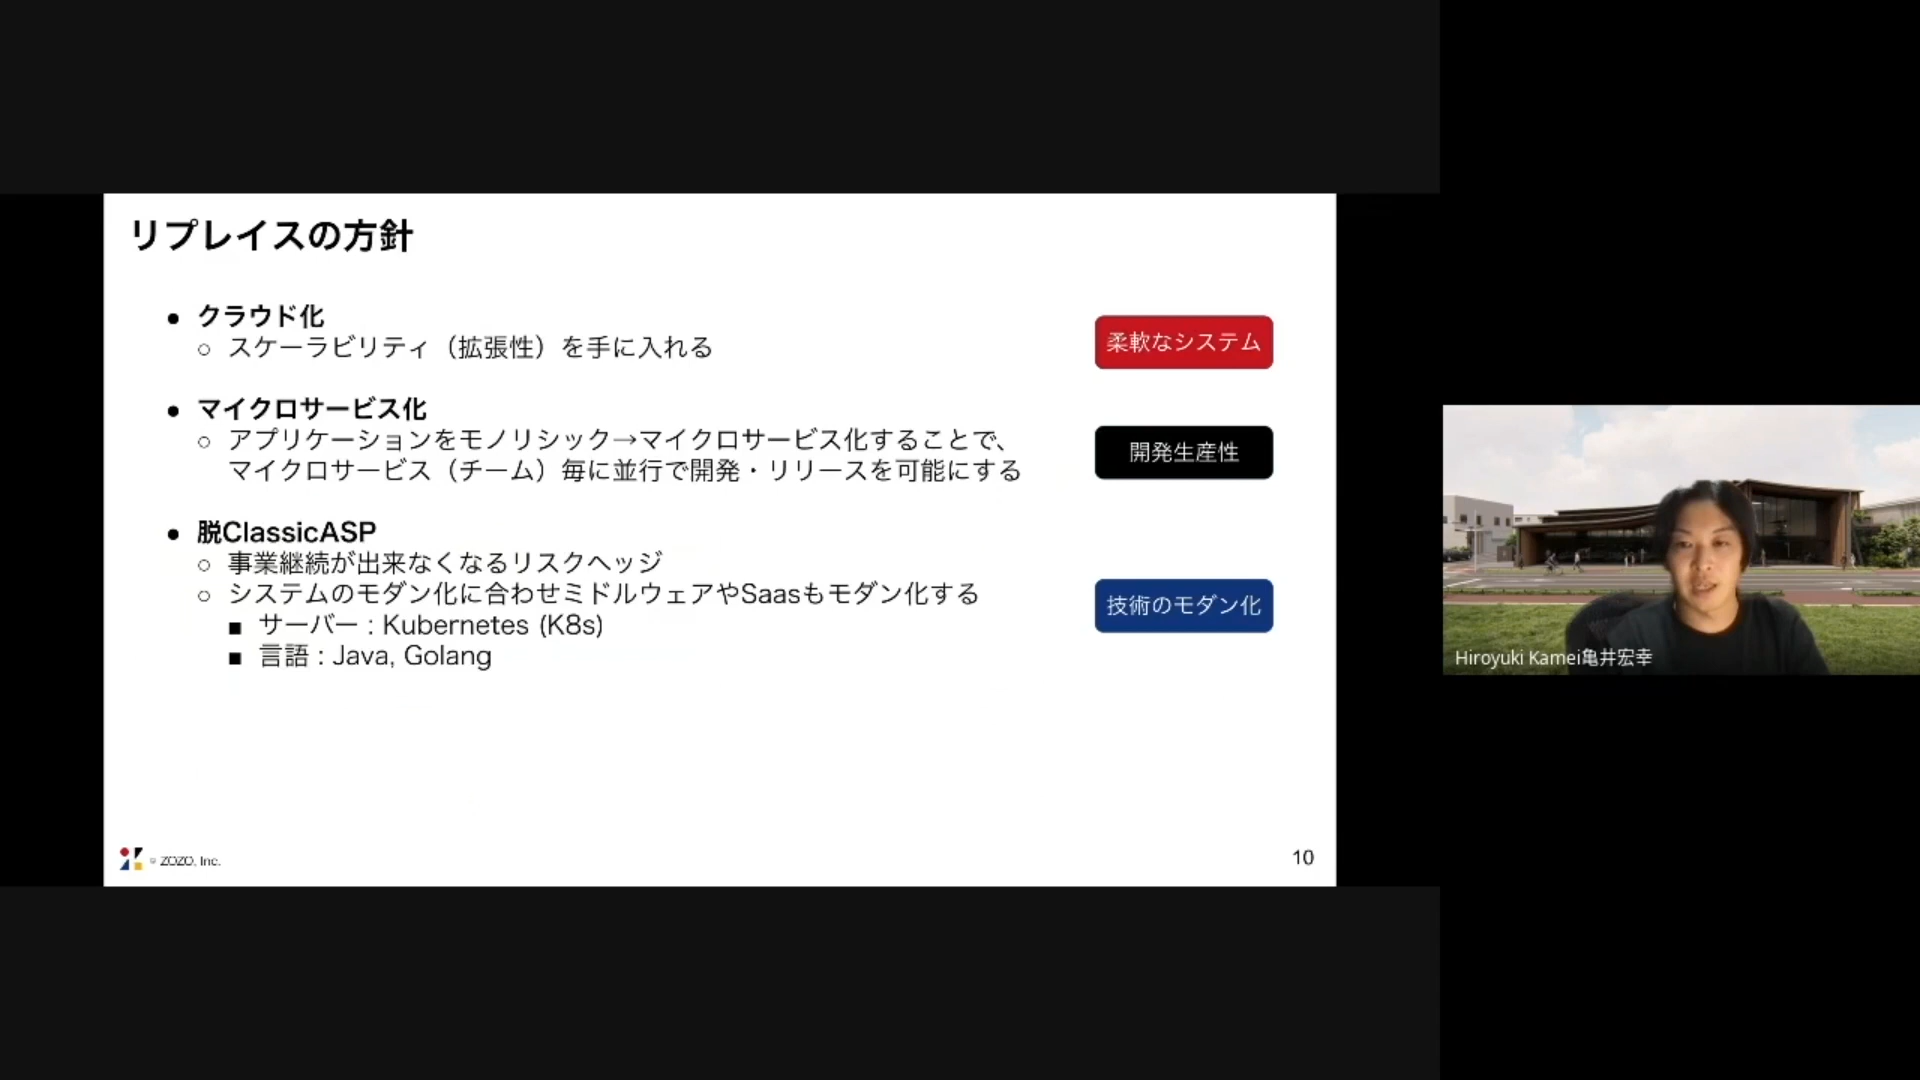 リプレイスの方針
● クラウド化
○ スケーラビリティ（拡張性）を手に入れる
柔軟なシステム
● マイクロサービス化
○ アプリケーションをモノリシック→マイクロサービス化することで、
マイクロサービス（チーム）毎に並行で開発・リリースを可能にする
開発生産性
● 脱ClassicASP
○ 事業継続が出来なくなるリスクヘッジ
○ システムのモダン化に合わせミドルウェアやSaasもモダン化する
■ サーバー : Kubernetes (K8s)
■ 言語 : Java, Golang
技術のモダン化
© ZOZO, Inc.
10
Hiroyuki Kamei亀井宏幸